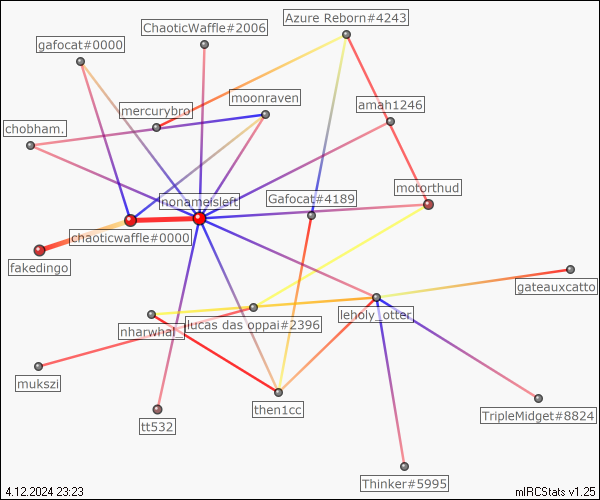 Azure Reborn#4243
ChaoticWaffle#2006
gafocat#0000
moonraven
amah1246
mercurybro
chobham.
motorthud
nonameisleft
Gafocat#4189
chaoticwaffle#0000
fakedingo
gateauxcatto
leholy_otter
lucas das oppai#2396
nharwhal_
mukszi
then1cc
TripleMidget#8824
tt532
Thinker#5995
4.12.2024 23:23
mIRCStats v1.25